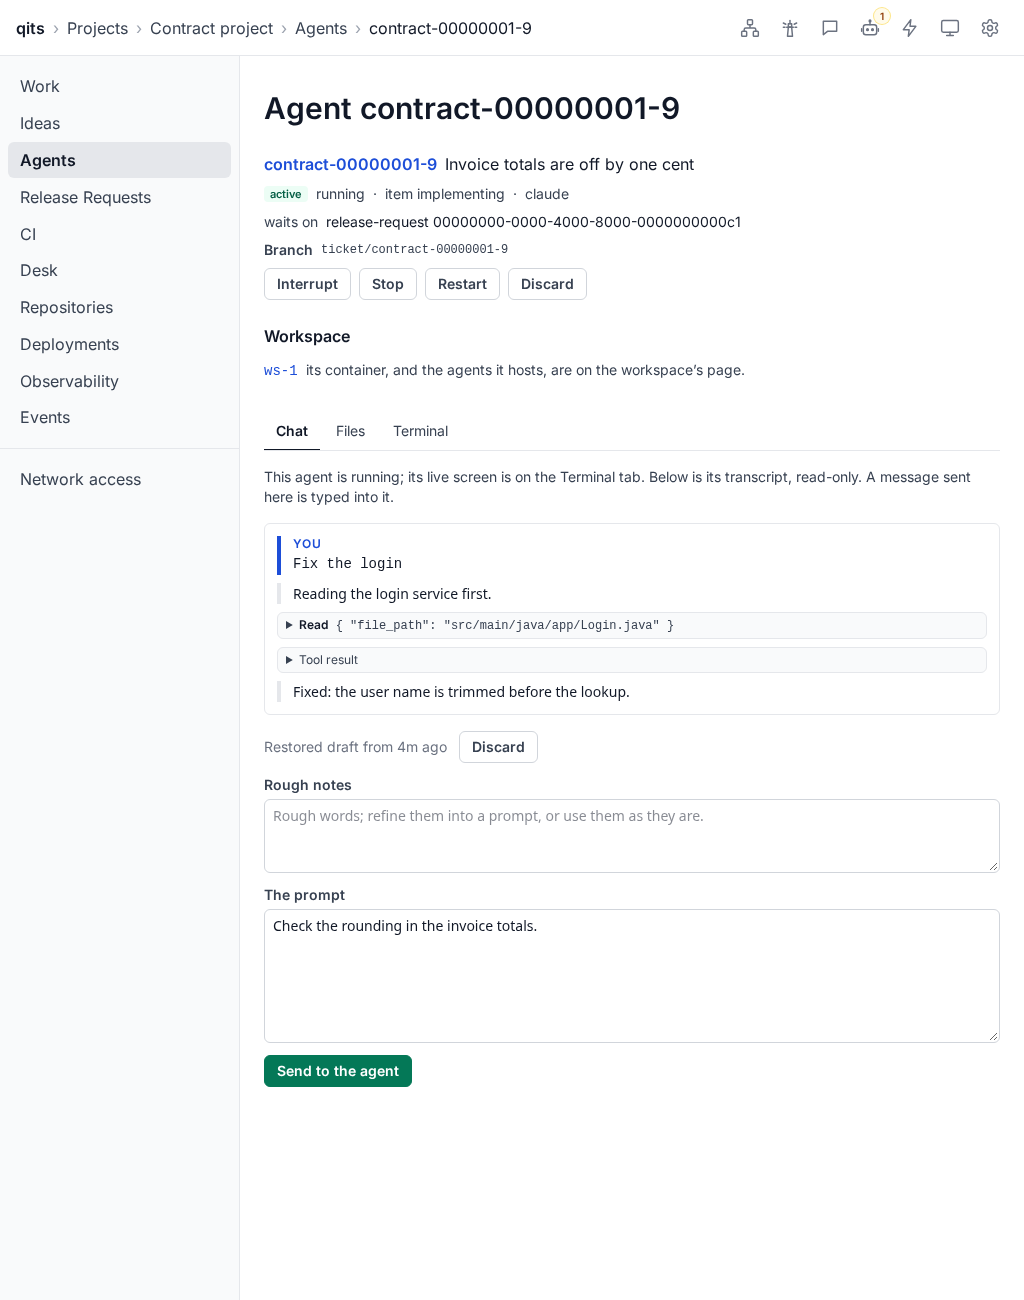 qits › Projects › Contract project › Agents › contract-00000001-9
1
Work
Ideas
Agents
Release Requests
CI
Desk
Repositories
Deployments
Observability
Events
Network access
Agent contract-00000001-9
contract-00000001-9 Invoice totals are off by one cent
active running · item implementing · claude
waits on release-request 00000000-0000-4000-8000-0000000000c1
Branch ticket/contract-00000001-9
Interrupt Stop Restart Discard
Workspace
ws-1 its container, and the agents it hosts, are on the workspace’s page.
Chat Files Terminal
This agent is running; its live screen is on the Terminal tab. Below is its transcript, read-only. A message sent
here is typed into it.
YOU
Fix the login
Reading the login service first.
Read { "file_path": "src/main/java/app/Login.java" }
Tool result
Fixed: the user name is trimmed before the lookup.
Restored draft from 4m ago Discard
Rough notes
Rough words; refine them into a prompt, or use them as they are.
The prompt
Check the rounding in the invoice totals.
Send to the agent